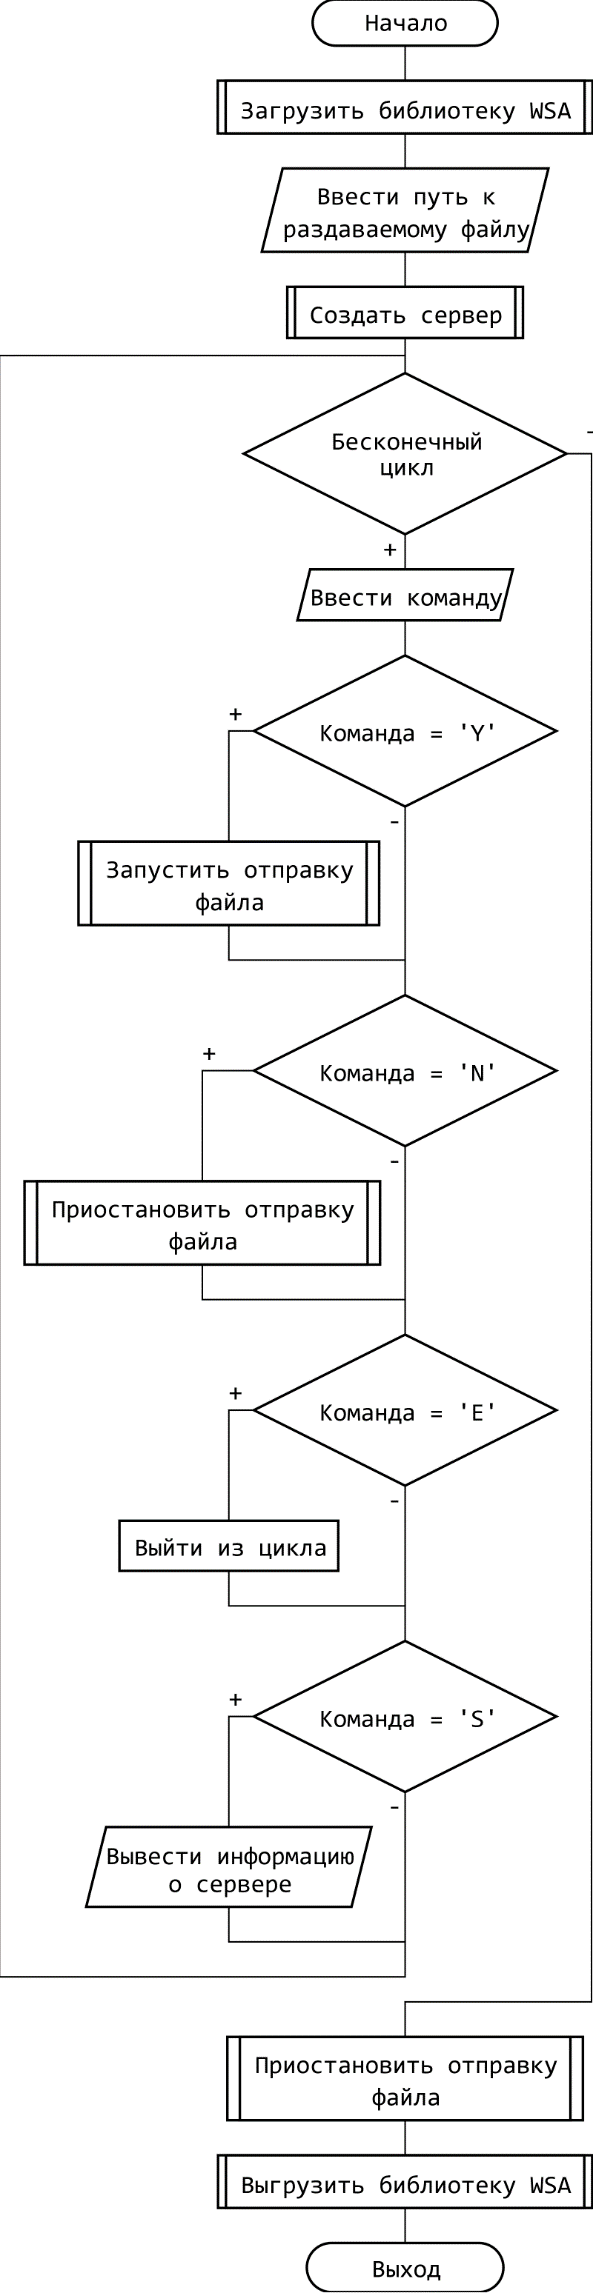 Начало
Загрузить библиотеку WSA
Ввести путь к
раздаваемому файлу
Создать сервер
-
Бесконечный
цикл
+
Ввести команду
+
Команда = 'Y'
-
Запустить отправку
файла
+
Команда = 'N'
-
Приостановить отправку
файла
+
Команда = 'E'
-
Выйти из цикла
+
Команда = 'S'
-
Вывести информацию
о сервере
Приостановить отправку
файла
Выгрузить библиотеку WSA
Выход